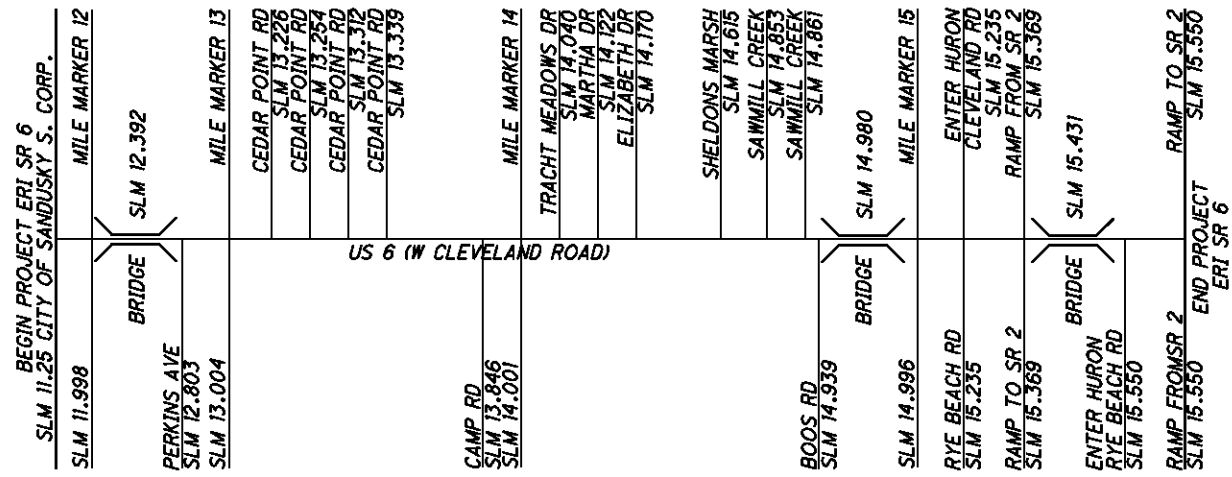 BEGIN PROJECT ERI SR 6
SLM 11.25 CITY OF SANDUSKY S. CORP.
MILE MARKER 12
SLM 12.392
MILE MARKER 13
CEDAR POINT RD
SLM 13.226
CEDAR POINT RD
SLM 13.254
CEDAR POINT RD
SLM 13.312
CEDAR POINT RD
SLM 13.339
MILE MARKER 14
TRACHT MEADOWS DR
SLM 14.040
MARTHA DR
SLM 14.122
ELIZABETH DR
SLM 14.170
SHELDONS MARSH
SLM 14.615
SAWMILL CREEK
SLM 14.853
SAWMILL CREEK
SLM 14.861
SLM 14.980
MILE MARKER 15
ENTER HURON
CLEVELAND RD
SLM 15.235
RAMP FROM SR 2
SLM 15.369
SLM 15.431
RAMP TO SR 2
SLM 15.550
US 6 (W CLEVELAND ROAD)
SLM 11.998
BRIDGE
PERKINS AVE
SLM 12.803
SLM 13.004
CAMP RD
SLM 13.846
SLM 14.001
BOOS RD
SLM 14.939
BRIDGE
SLM 14.996
RYE BEACH RD
SLM 15.235
RAMP TO SR 2
SLM 15.369
BRIDGE
ENTER HURON
RYE BEACH RD
SLM 15.550
RAMP FROMSR 2
SLM 15.550
END PROJECT
ERI SR 6